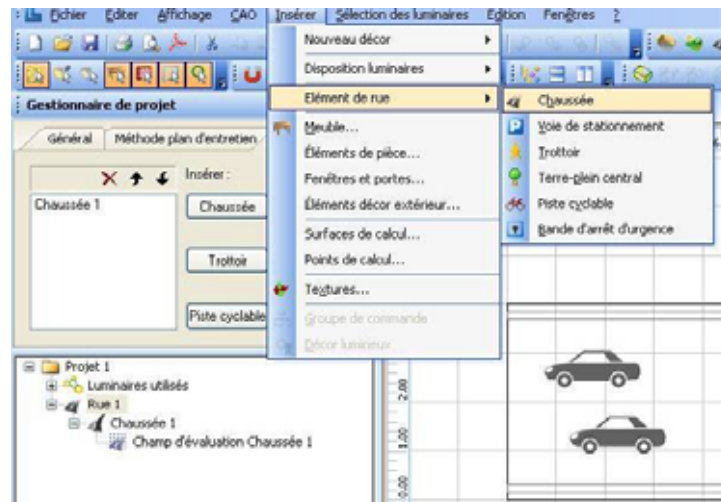 Fichier Editer Affichage CAO Insérer Sélection des luminaires Edition Fenêtres ?
Nouveau décor
Disposition luminaires
Elément de rue
Meuble...
Éléments de pièce...
Fenêtres et portes...
Éléments décor extérieur...
Surfaces de calcul...
Points de calcul...
Textures...
Groupe de commande
Décor lumineux
Chaussée
Voie de stationnement
Trottoir
Terre-plein central
Piste cyclable
Bande d'arrêt d'urgence
Gestionnaire de projet
Général Méthode plan d'entretien
Insérer :
Chaussée 1
Chaussée
Trottoir
Piste cyclable
Projet 1
Luminaires utilisés
Rue 1
Chaussée 1
Champ d'évaluation Chaussée 1
2.00
1.00
0.00